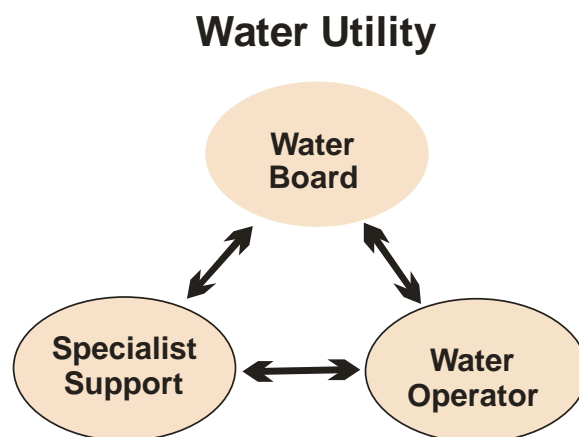 Water Utility
Water
Board
Specialist
Support
Water
Operator